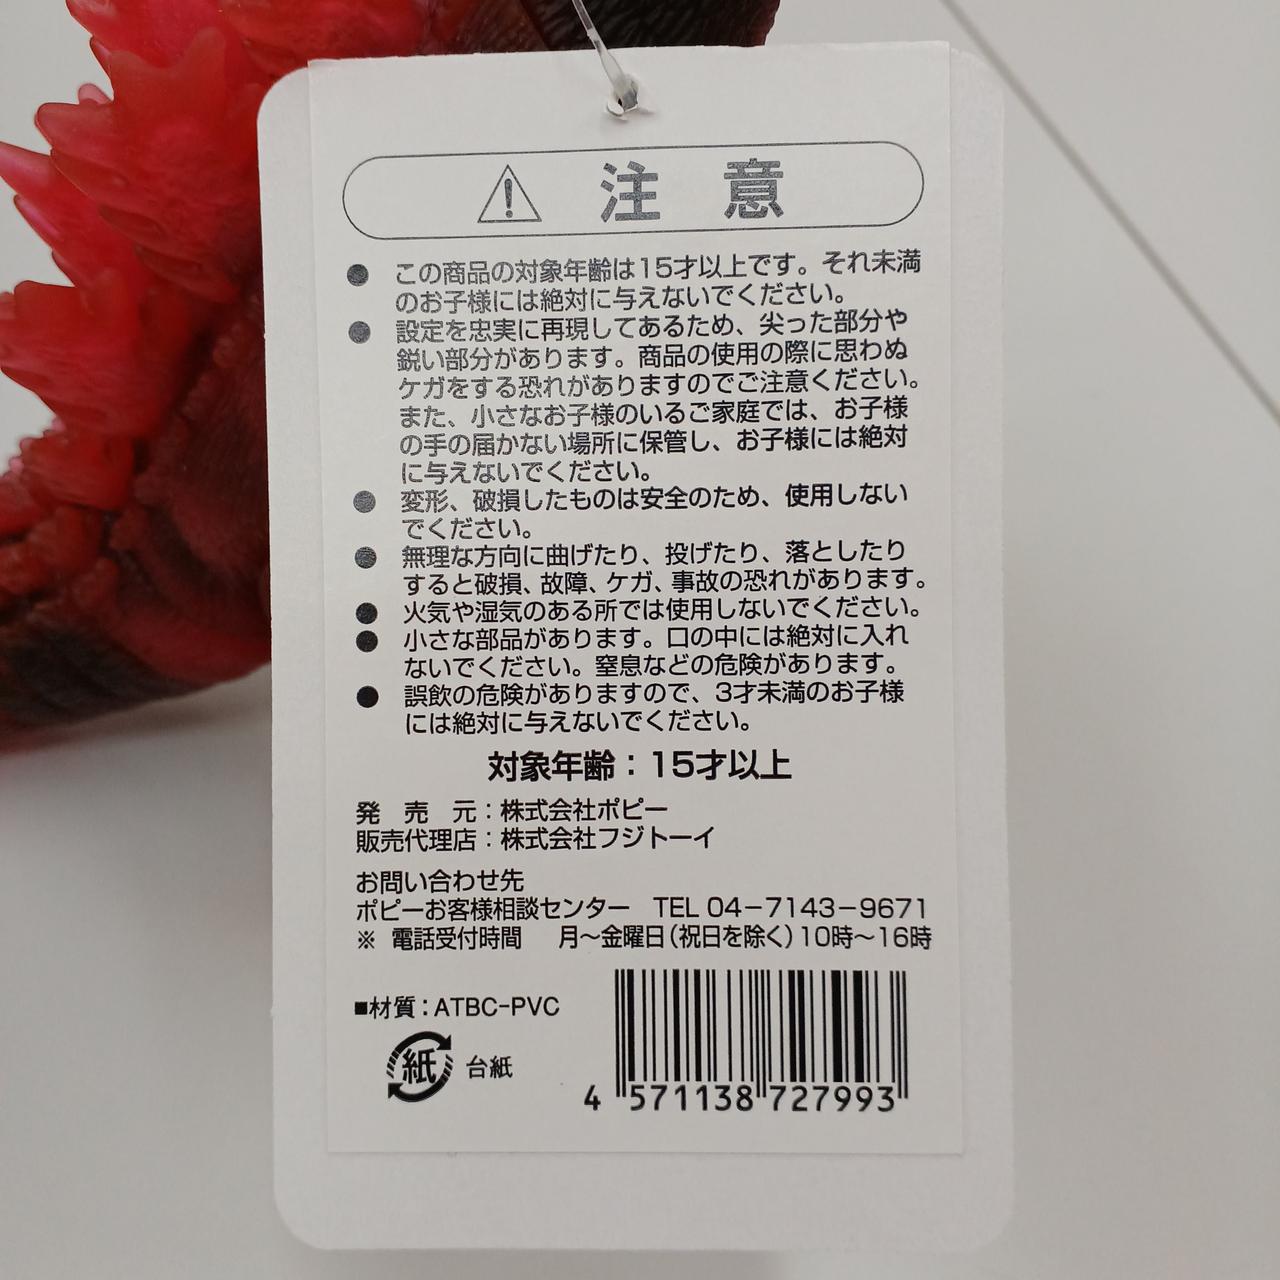 注 意
● この商品の対象年齢は15才以上です。それ未満
のお子様には絶対に与えないでください。
● 設定を忠実に再現してあるため、尖った部分や
鋭い部分があります。商品の使用の際に思わぬ
ケガをする恐れがありますのでご注意ください。
また、小さなお子様のいるご家庭では、お子様
の手の届かない場所に保管し、お子様には絶対
に与えないでください。
● 変形、破損したものは安全のため、使用しない
でください。
● 無理な方向に曲げたり、投げたり、落としたり
すると破損、故障、ケガ、事故の恐れがあります。
● 火気や湿気のある所では使用しないでください。
● 小さな部品があります。口の中には絶対に入れ
ないでください。窒息などの危険があります。
● 誤飲の危険がありますので、3才未満のお子様
には絶対に与えないでください。
対象年齢：15才以上
発 売 元：株式会社ポピー
販売代理店：株式会社フジトーイ
お問い合わせ先
ポピーお客様相談センター TEL 04－7143－9671
※ 電話受付時間 月～金曜日(祝日を除く)10時～16時
■材質：ATBC-PVC
紙 台紙
4 571138 727993